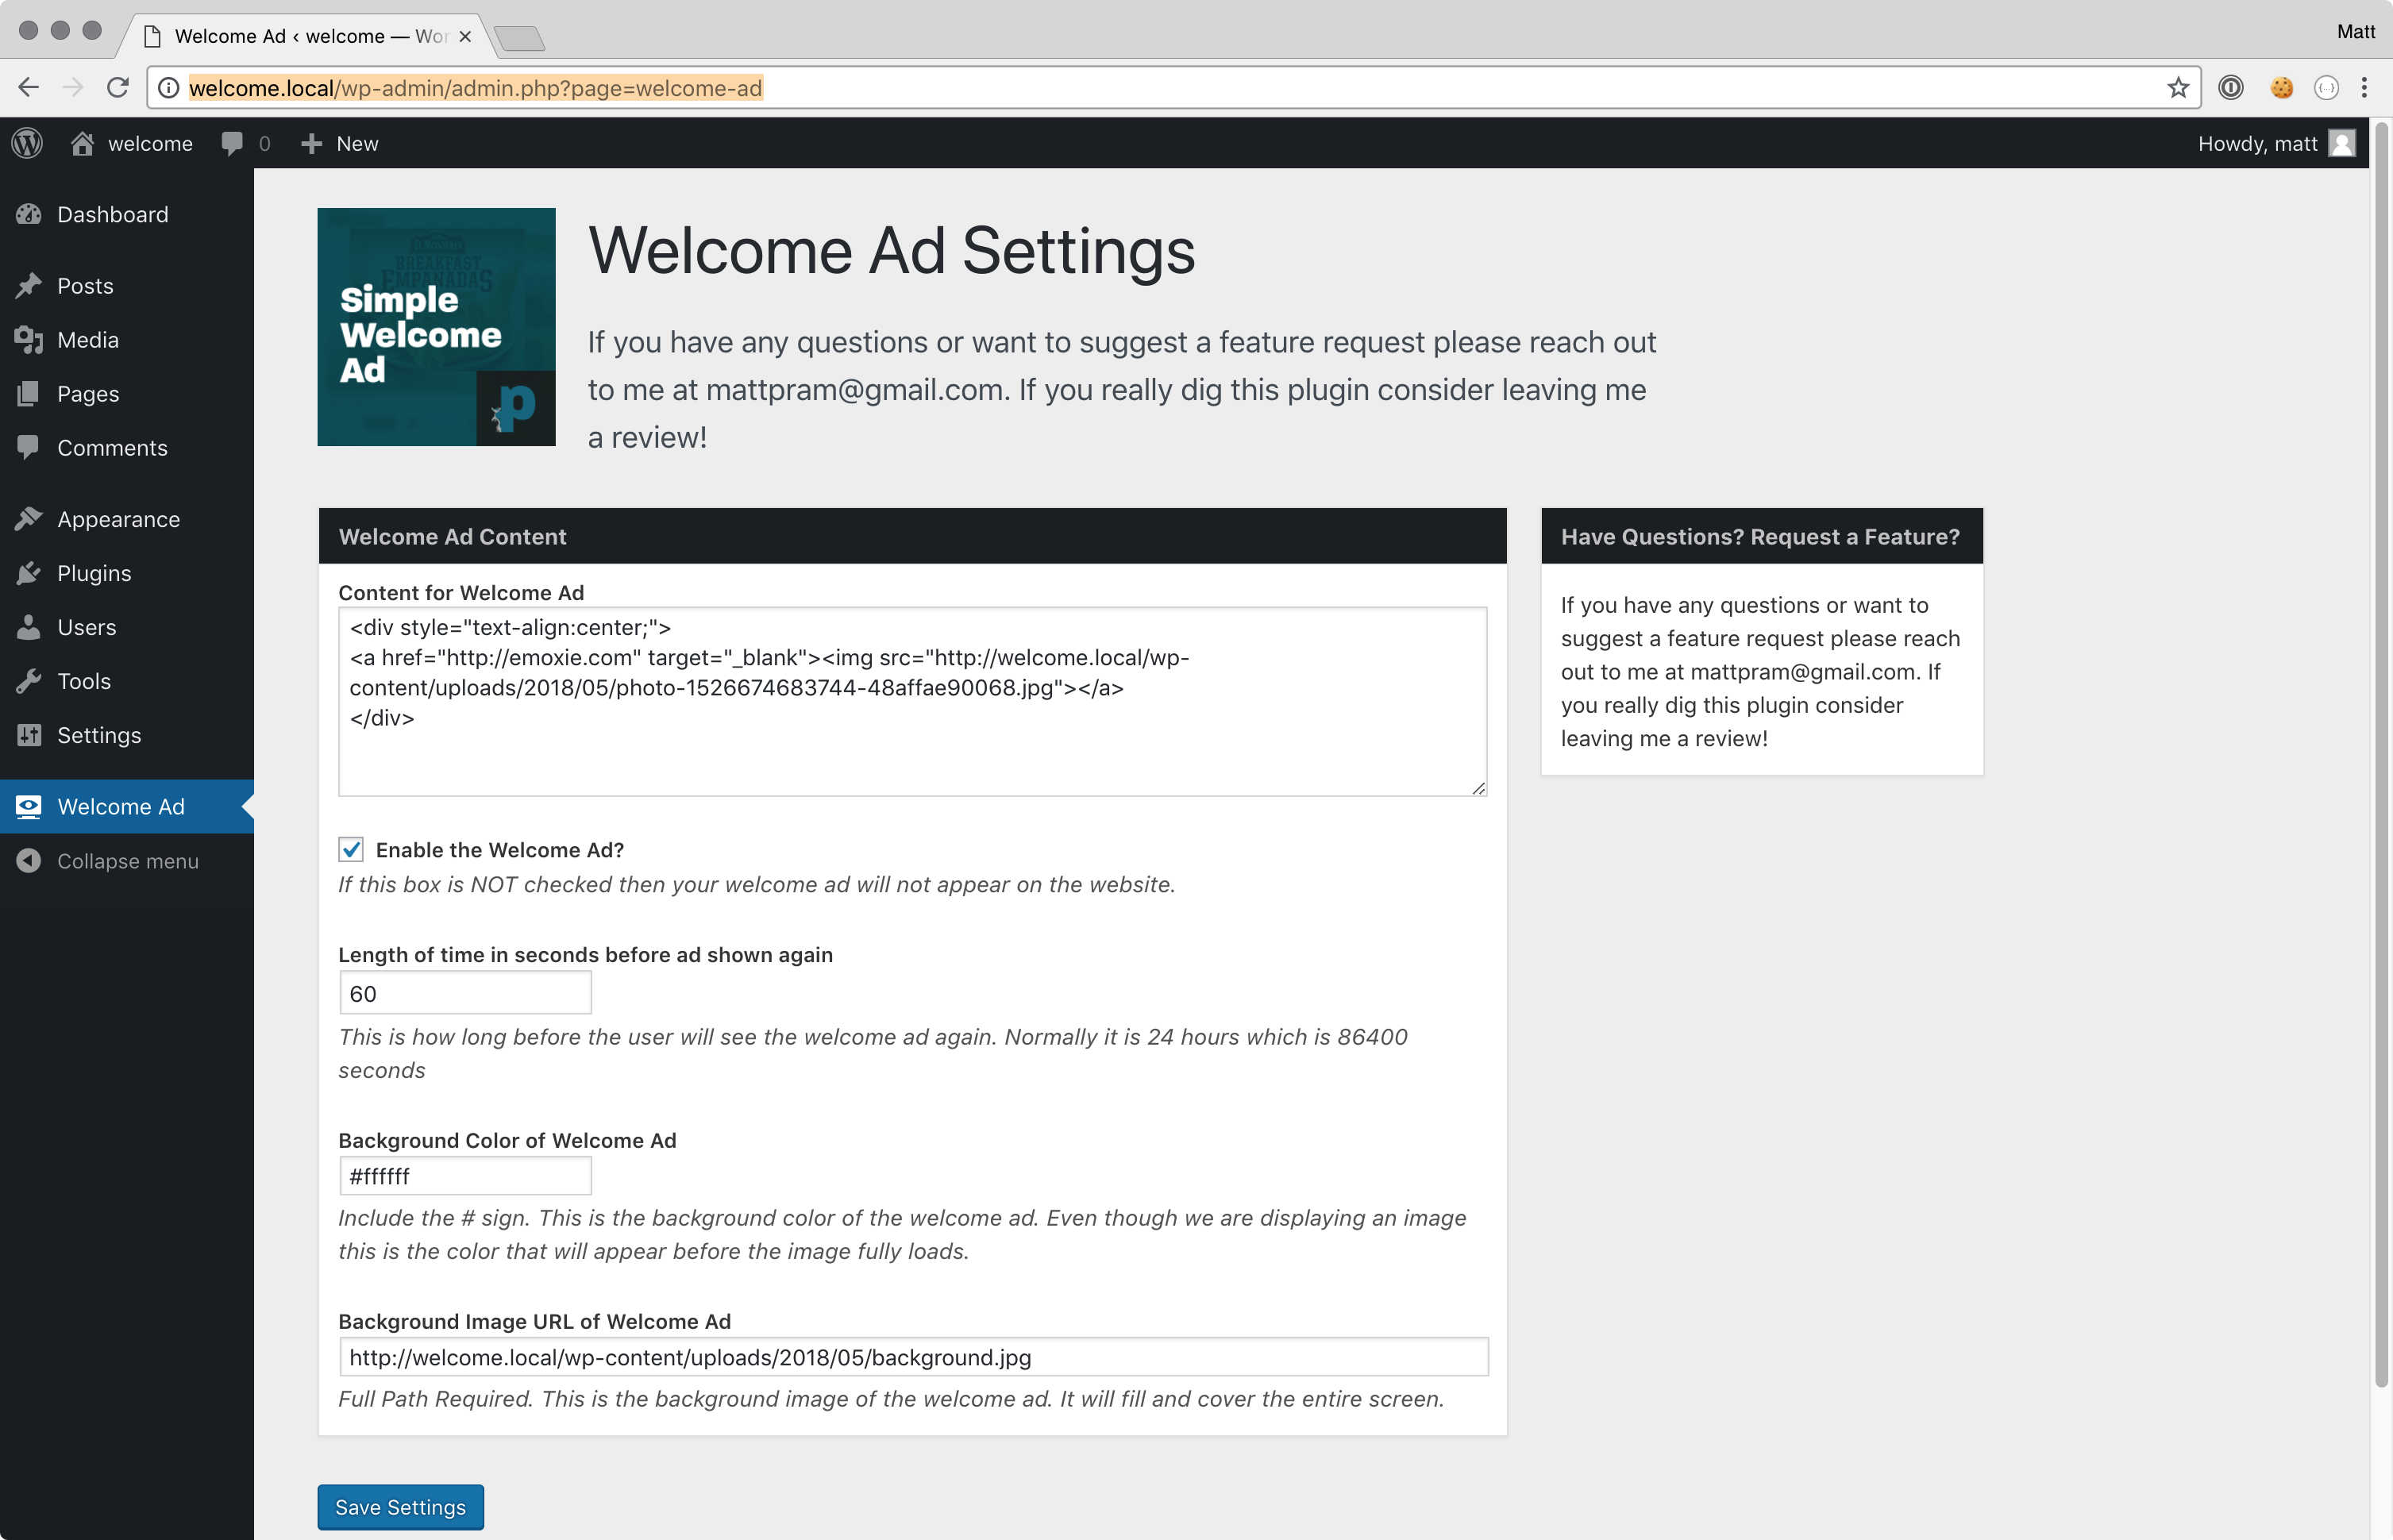 Welcome Ad ‹ welcome — Wor
Matt
welcome.local/wp-admin/admin.php?page=welcome-ad
welcome
0
New
Howdy, matt
Dashboard
Posts
Media
Pages
Comments
Appearance
Plugins
Users
Tools
Settings
Welcome Ad
Collapse menu
BREAKFAST
EMPANADAS
Simple
Welcome
Ad
p
Welcome Ad Settings
If you have any questions or want to suggest a feature request please reach out
to me at mattpram@gmail.com. If you really dig this plugin consider leaving me
a review!
Welcome Ad Content
Content for Welcome Ad
<div style="text-align:center;">
<a href="http://emoxie.com" target="_blank"><img src="http://welcome.local/wp-
content/uploads/2018/05/photo-1526674683744-48affae90068.jpg"></a>
</div>
Enable the Welcome Ad?
If this box is NOT checked then your welcome ad will not appear on the website.
Length of time in seconds before ad shown again
60
This is how long before the user will see the welcome ad again. Normally it is 24 hours which is 86400
seconds
Background Color of Welcome Ad
#ffffff
Include the # sign. This is the background color of the welcome ad. Even though we are displaying an image
this is the color that will appear before the image fully loads.
Background Image URL of Welcome Ad
http://welcome.local/wp-content/uploads/2018/05/background.jpg
Full Path Required. This is the background image of the welcome ad. It will fill and cover the entire screen.
Save Settings
Have Questions? Request a Feature?
If you have any questions or want to
suggest a feature request please reach
out to me at mattpram@gmail.com. If
you really dig this plugin consider
leaving me a review!